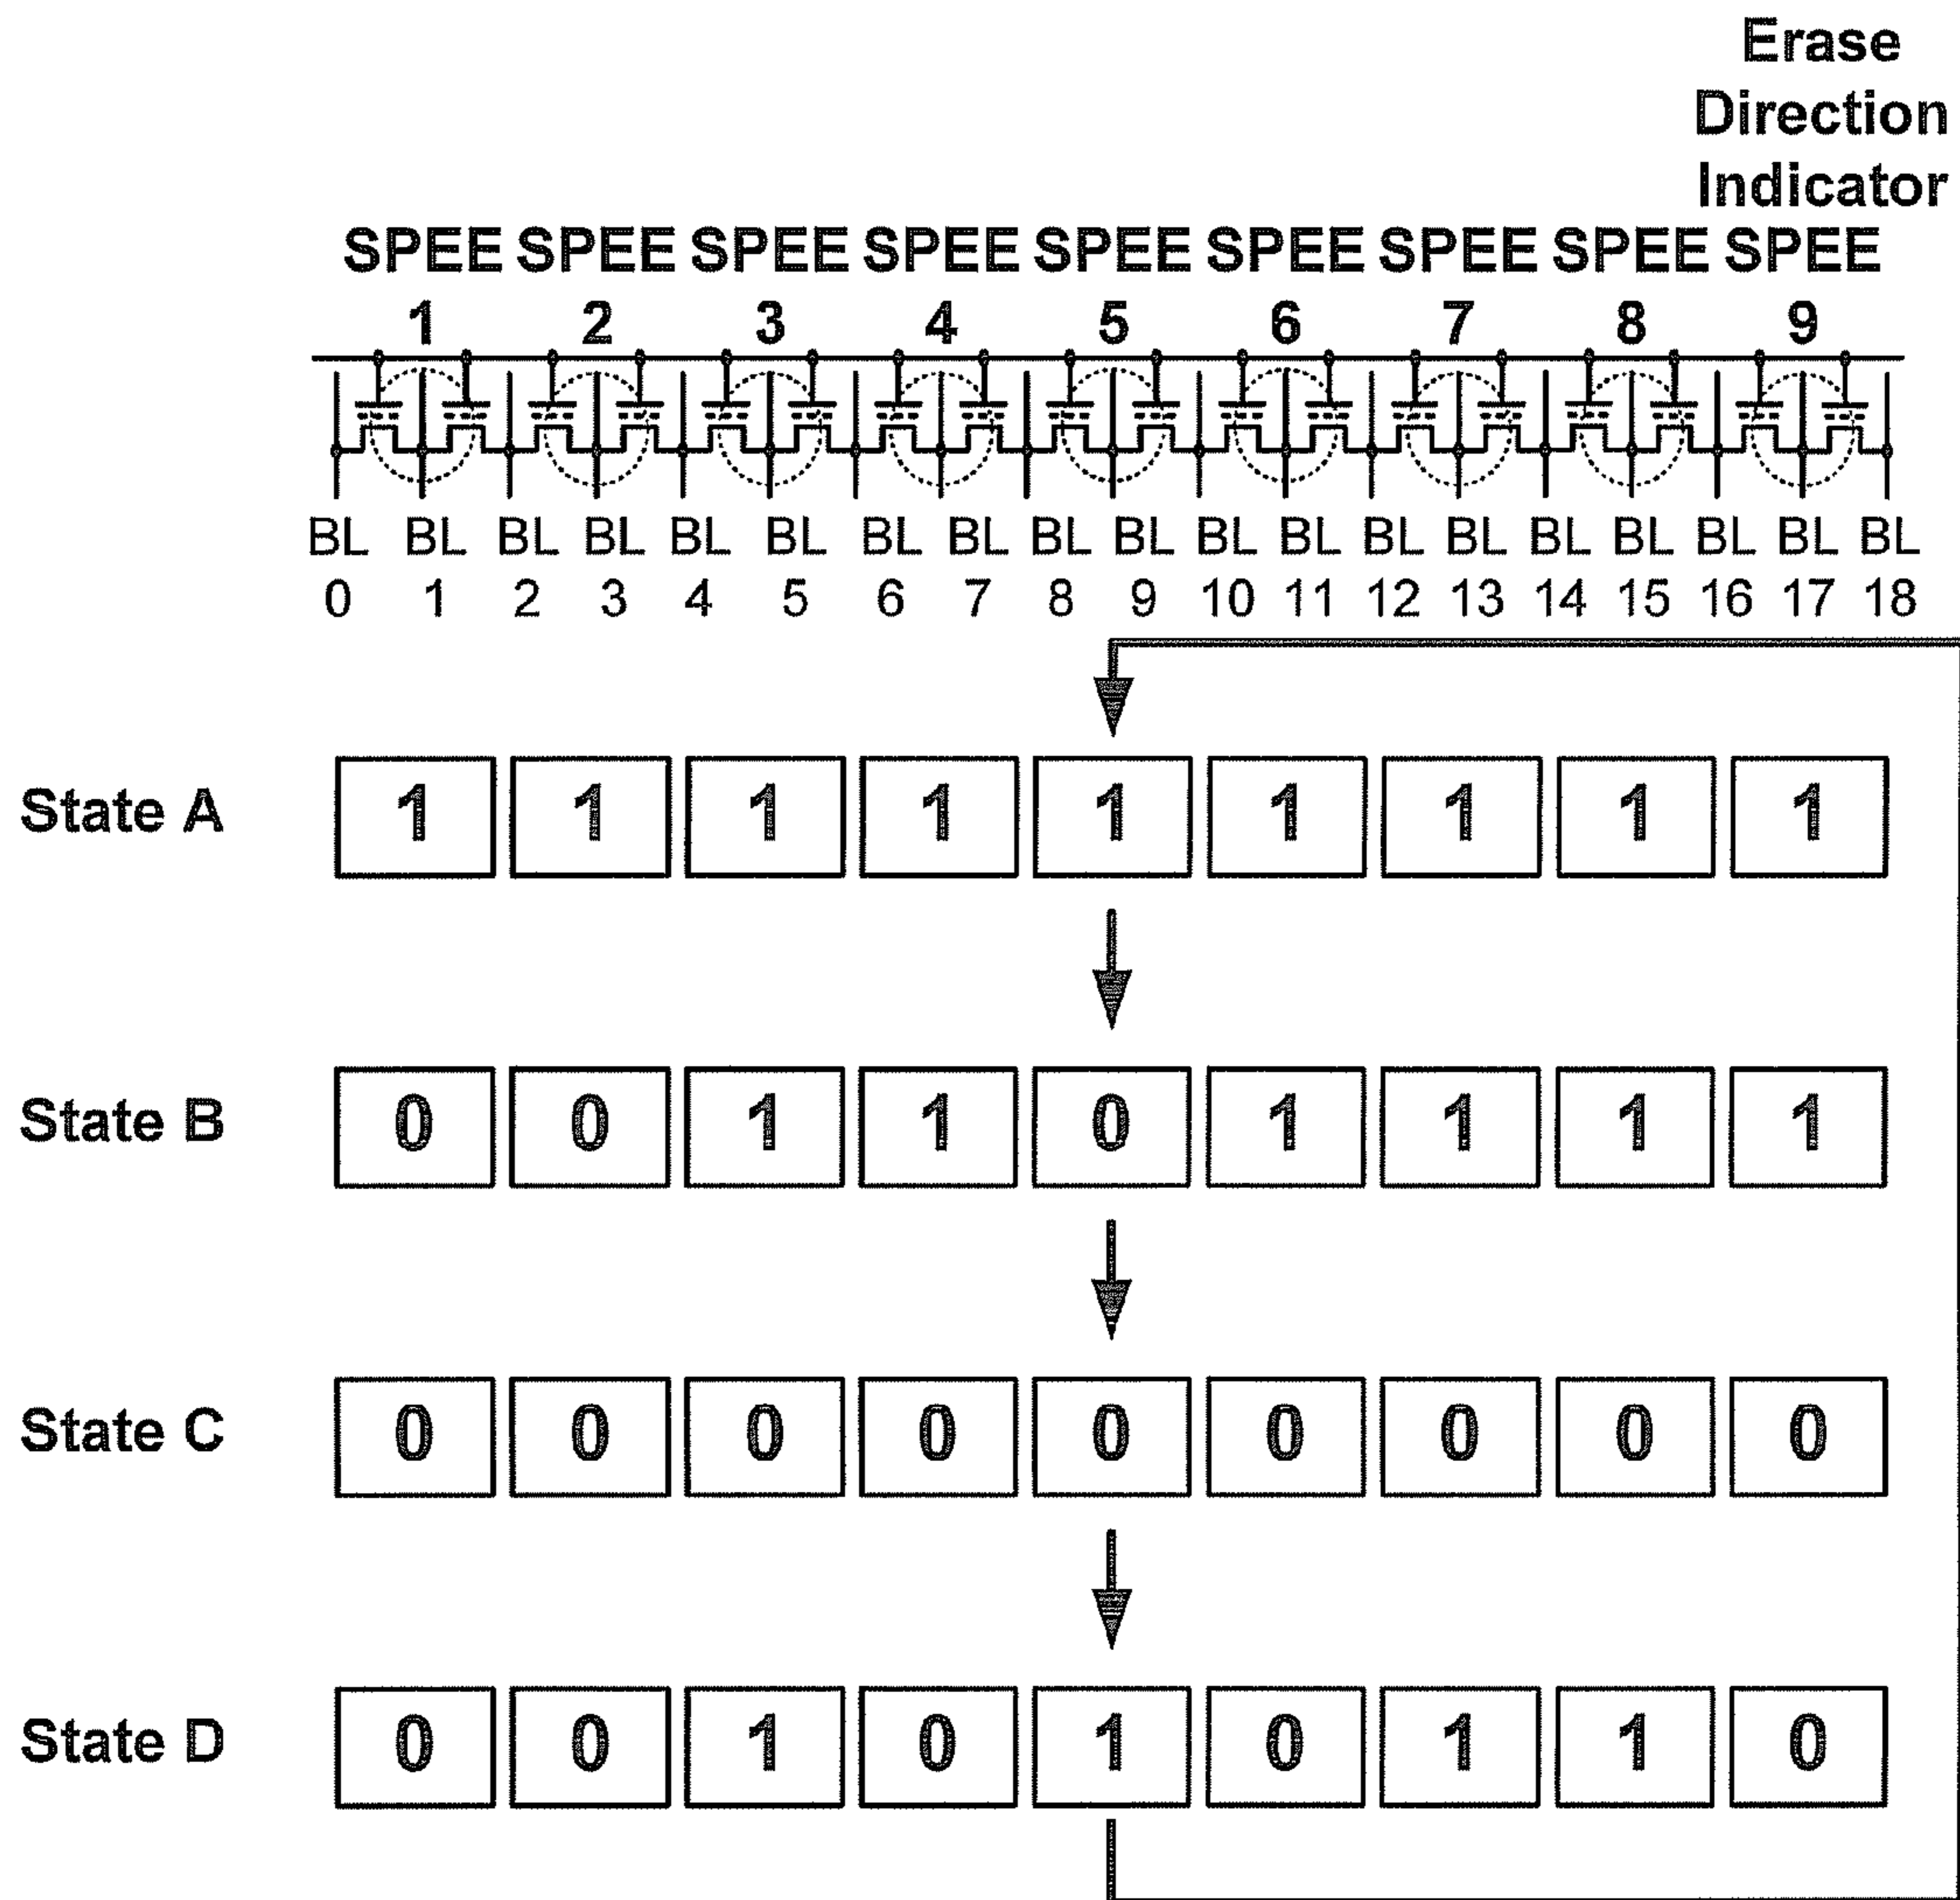 Erase
Direction
Indicator
SPEE SPEE SPEE SPEE SPEE SPEE SPEE SPEE SPEE
1 2 3 4 5 6 7 8 9
BL BL BL BL BL BL BL BL BL BL BL BL BL BL BL BL BL BL BL
0 1 2 3 4 5 6 7 8 9 10 11 12 13 14 15 16 17 18
State A 1 1 1 1 1 1 1 1 1
State B 0 0 1 1 0 1 1 1 1
State C 0 0 0 0 0 0 0 0 0
State D 0 0 1 0 1 0 1 1 0